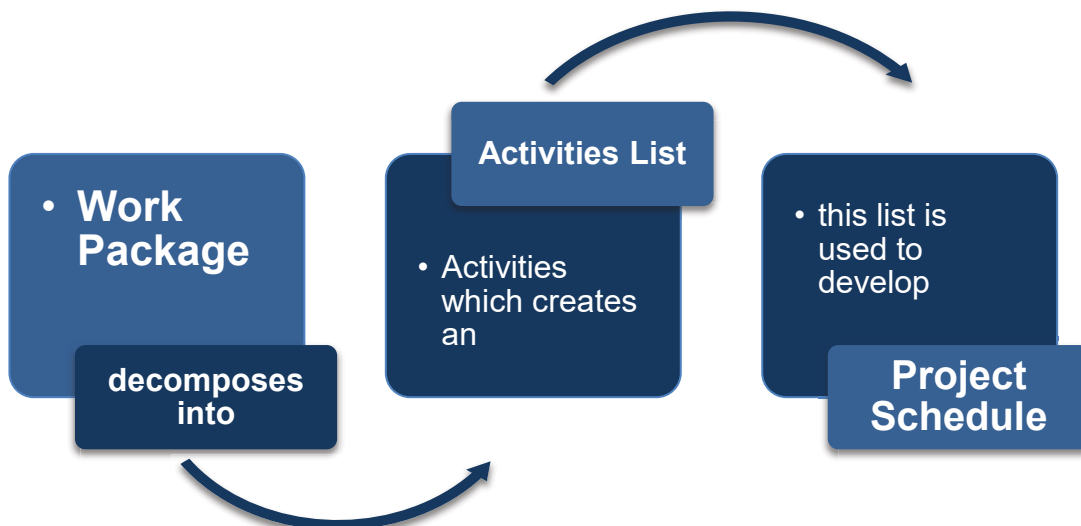 • Work
Package
decomposes
into
• Activities
which creates
an
Activities List
• this list is
used to
develop
Project
Schedule